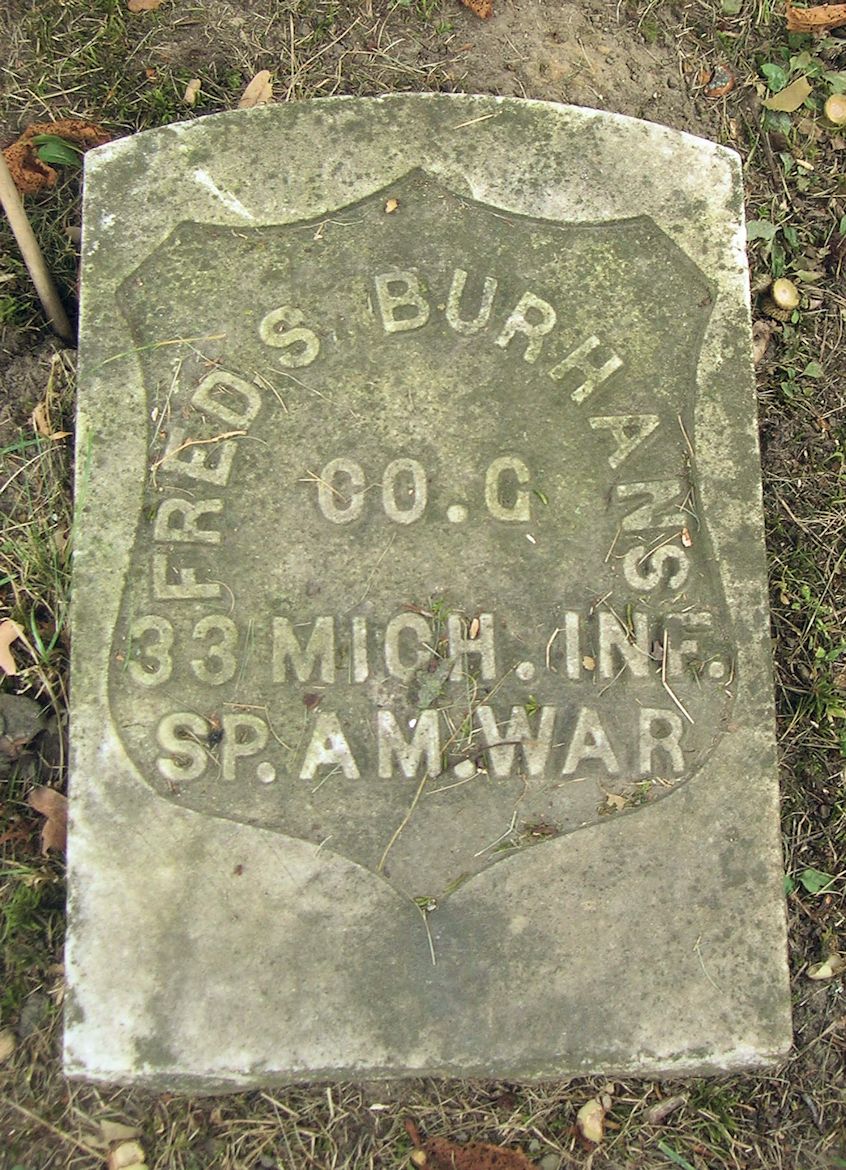 FRED S. BURHANS
CO. G
33 MICH. INF.
SP. AM. WAR